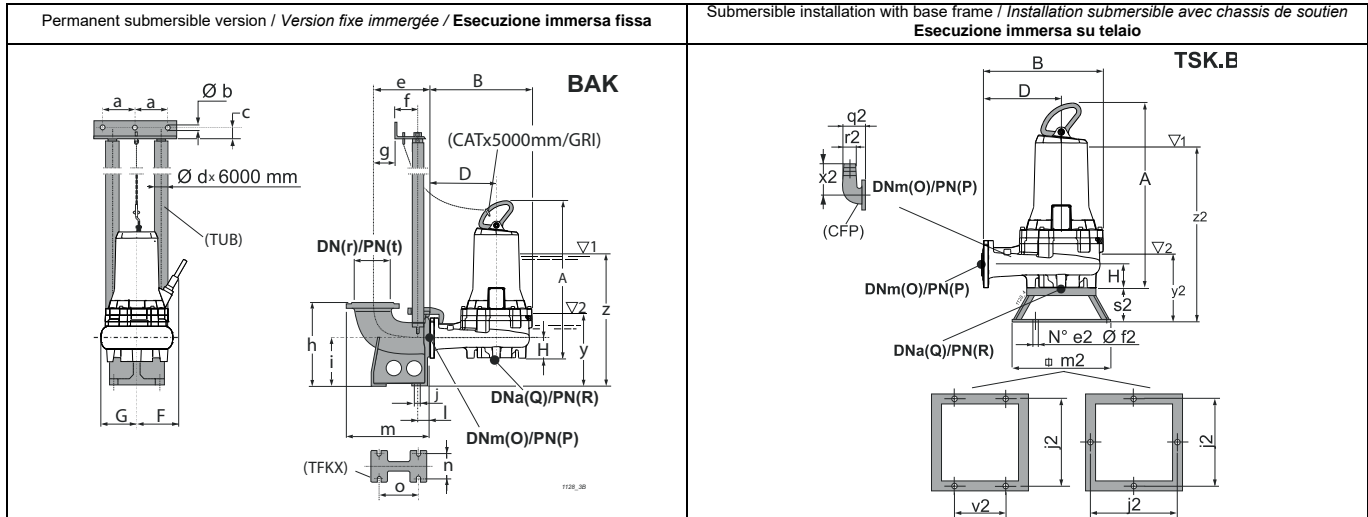 Permanent submersible version / Version fixe immergée / Esecuzione immersa fissa
Submersible installation with base frame / Installation submersible avec chassis de soutien
Esecuzione immersa su telaio
BAK
a a
Ø b
c
Ø d x 6000 mm
(TUB)
G F
e B
f
g
(CATx5000mm/GRI)
D
DN(r)/PN(t)
▽1
A
▽2
z
h
i
H
y
j
l
DNa(Q)/PN(R)
m
DNm(O)/PN(P)
(TFKX)
n
o
1128_3B
TSK.B
B
D
q2
r2
x2
(CFP)
DNm(O)/PN(P)
▽1
A
z2
▽2
H
y2
DNm(O)/PN(P)
s2
DNa(Q)/PN(R)
N° e2 Ø f2
m2
j2
j2
v2
j2